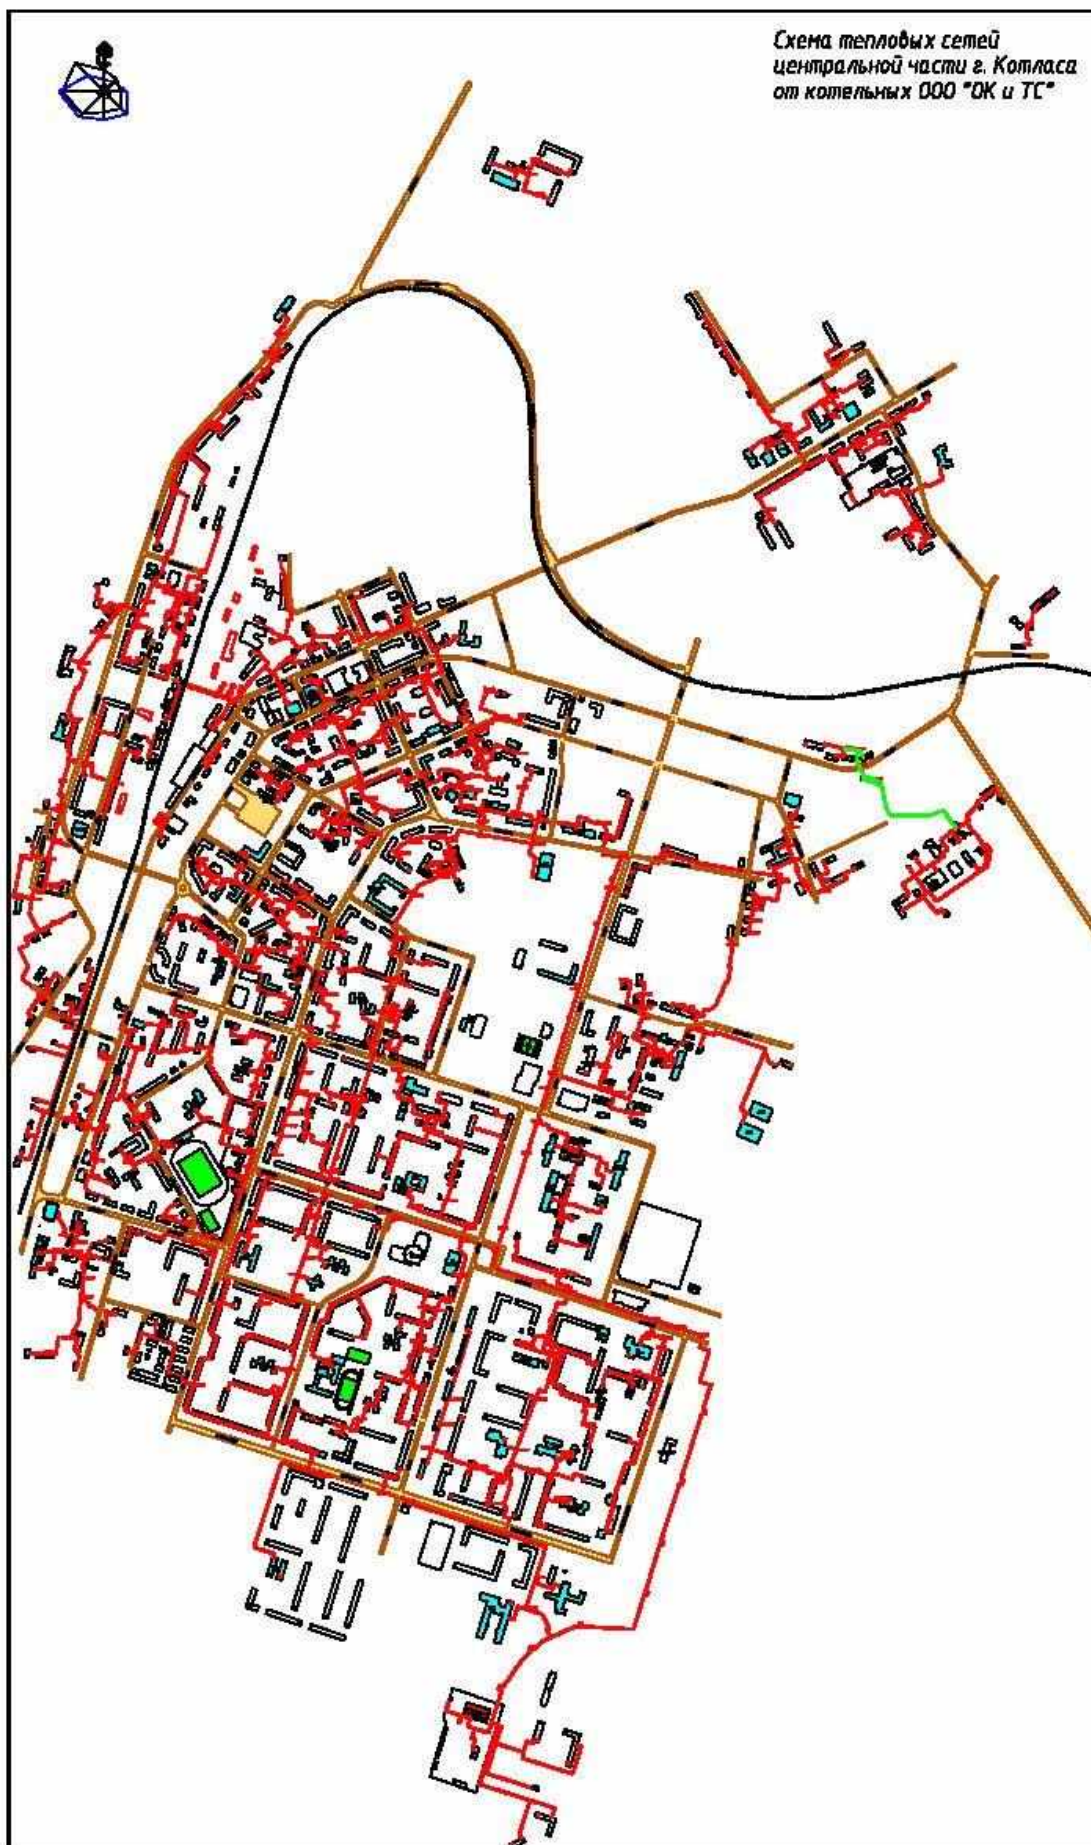 Схема тепловых сетей
центральной части г. Котласа
от котельных ООО "ОК и ТС"